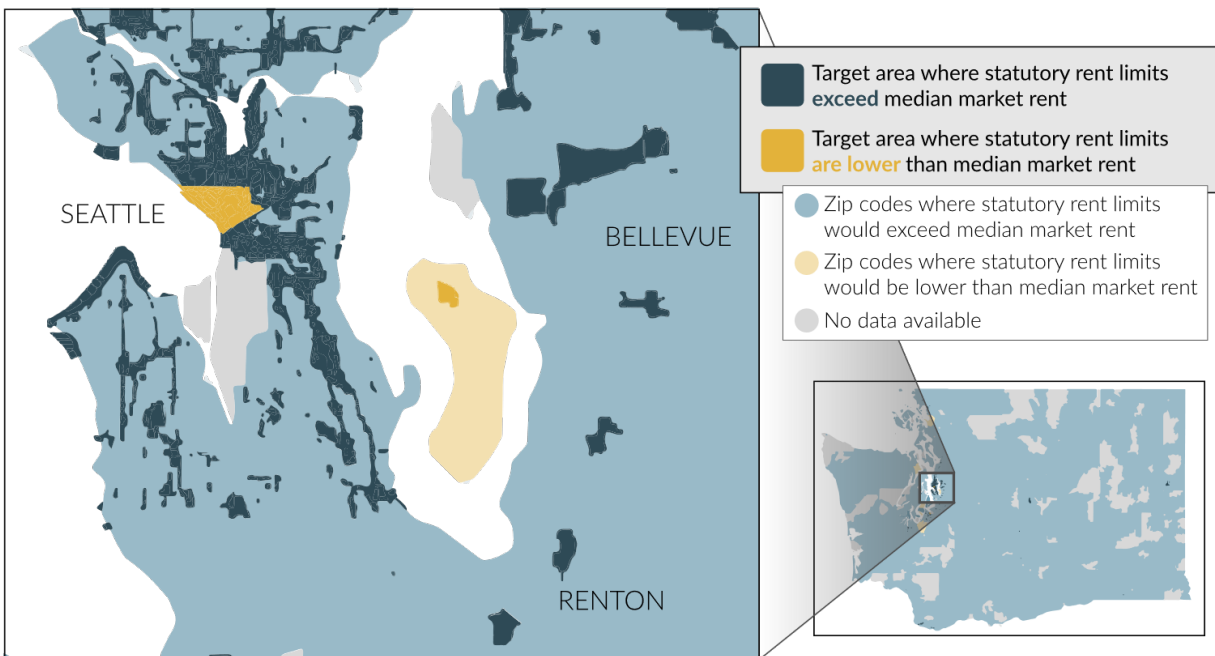 Target area where statutory rent limits
exceed median market rent
Target area where statutory rent limits
are lower than median market rent
Zip codes where statutory rent limits
would exceed median market rent
Zip codes where statutory rent limits
would be lower than median market rent
No data available
SEATTLE
BELLEVUE
RENTON